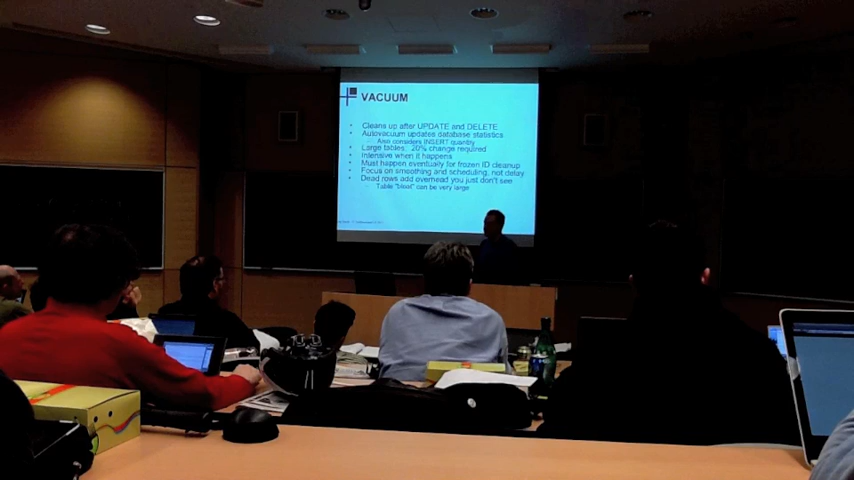 VACUUM
• Cleans up after UPDATE and DELETE
• Autovacuum updates database statistics
– Also considers INSERT quantity
• Large tables: 20% change required
• Intensive when it happens
• Must happen eventually for frozen ID cleanup
• Focus on smoothing and scheduling, not delay
• Dead rows add overhead you just don't see
– Table "bloat" can be very large